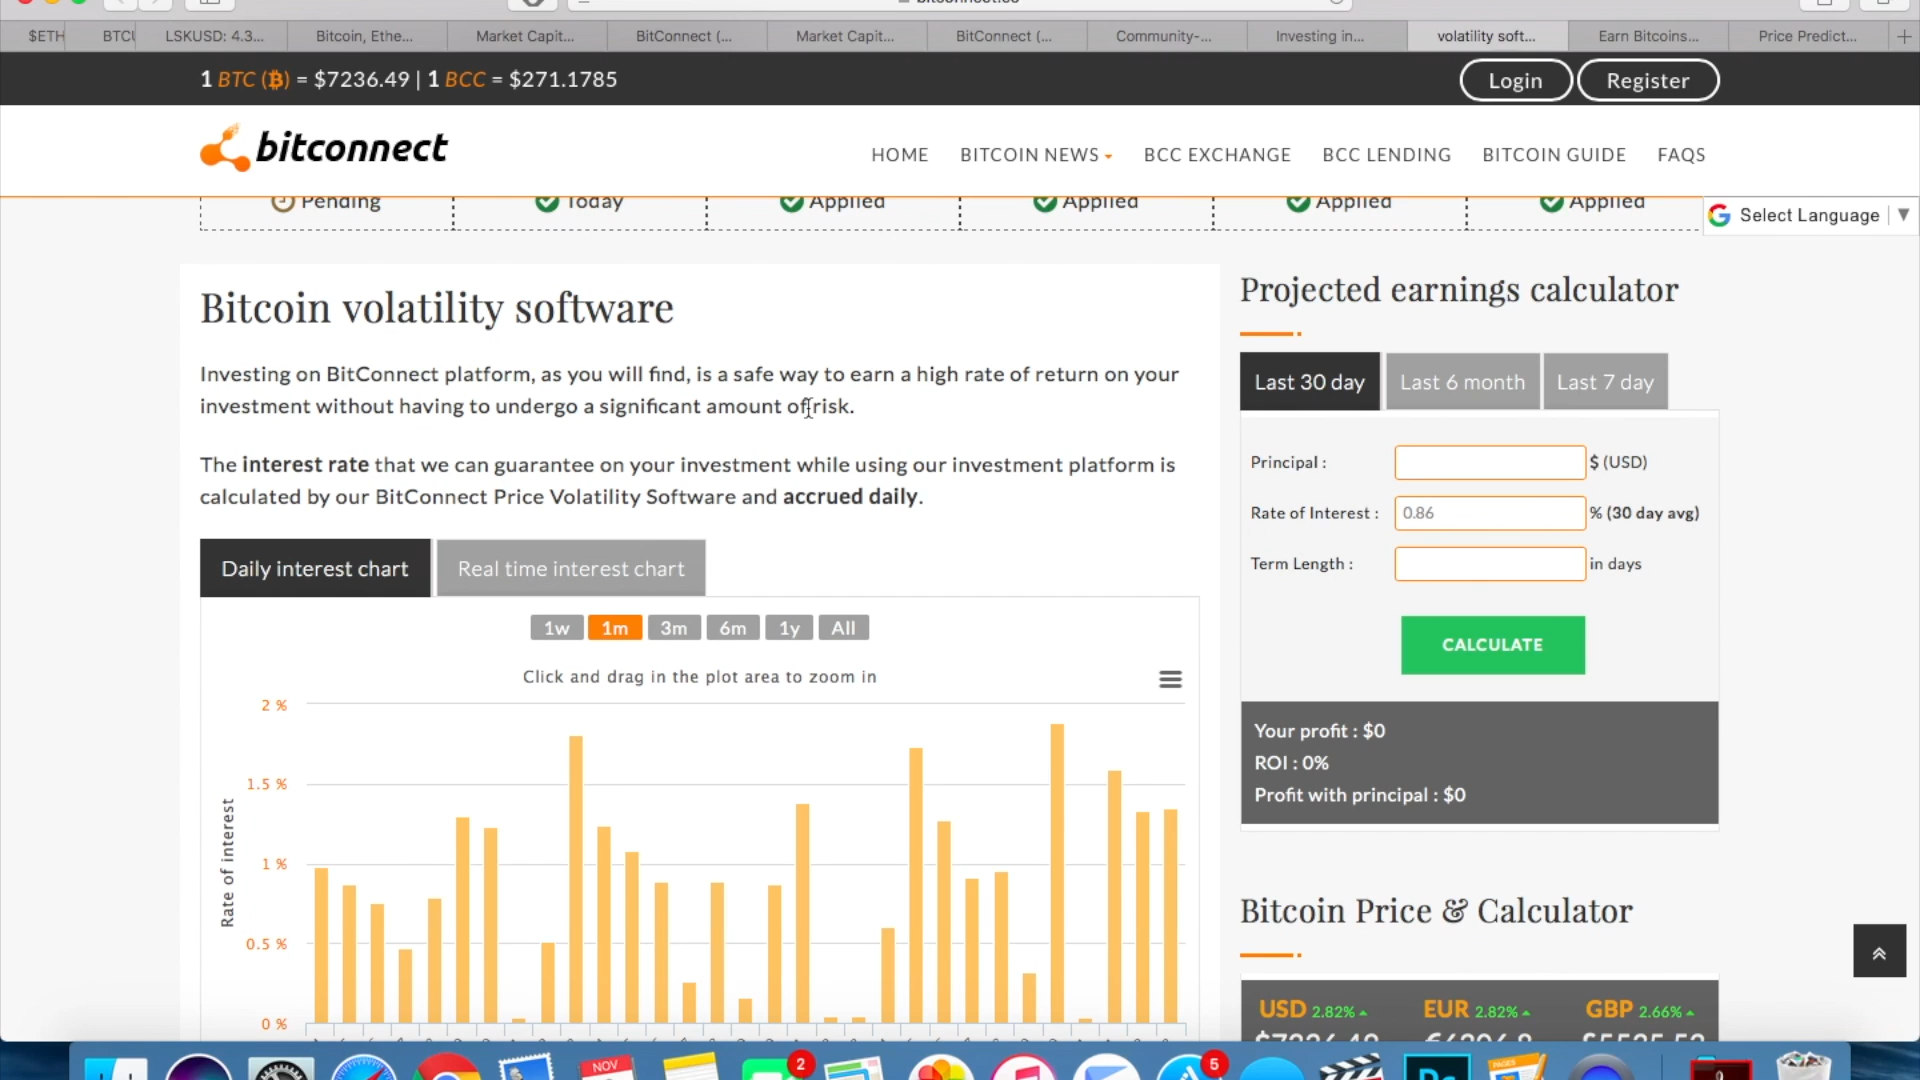 bitconnect.co
$ETH
BTCU
LSKUSD: 4.3...
Bitcoin, Ethe...
Market Capit...
BitConnect (...
Market Capit...
BitConnect (...
Community-...
Investing in...
volatility soft...
Earn Bitcoins...
Price Predict...
1 BTC (₿) = $7236.49 | 1 BCC = $271.1785
Login
Register
bitconnect
HOME
BITCOIN NEWS
BCC EXCHANGE
BCC LENDING
BITCOIN GUIDE
FAQS
Pending
Today
Applied
Applied
Applied
Applied
Select Language
Bitcoin volatility software
Investing on BitConnect platform, as you will find, is a safe way to earn a high rate of return on your
investment without having to undergo a significant amount of risk.
The interest rate that we can guarantee on your investment while using our investment platform is
calculated by our BitConnect Price Volatility Software and accrued daily.
Daily interest chart
Real time interest chart
1w
1m
3m
6m
1y
All
Click and drag in the plot area to zoom in
2 %
1.5 %
1 %
0.5 %
0 %
Rate of interest
Projected earnings calculator
Last 30 day
Last 6 month
Last 7 day
Principal :
$ (USD)
Rate of Interest :
0.86
% (30 day avg)
Term Length :
in days
CALCULATE
Your profit : $0
ROI : 0%
Profit with principal : $0
Bitcoin Price & Calculator
USD 2.82%
EUR 2.82%
GBP 2.66%
$7236.49
NOV
2
5
PAGES